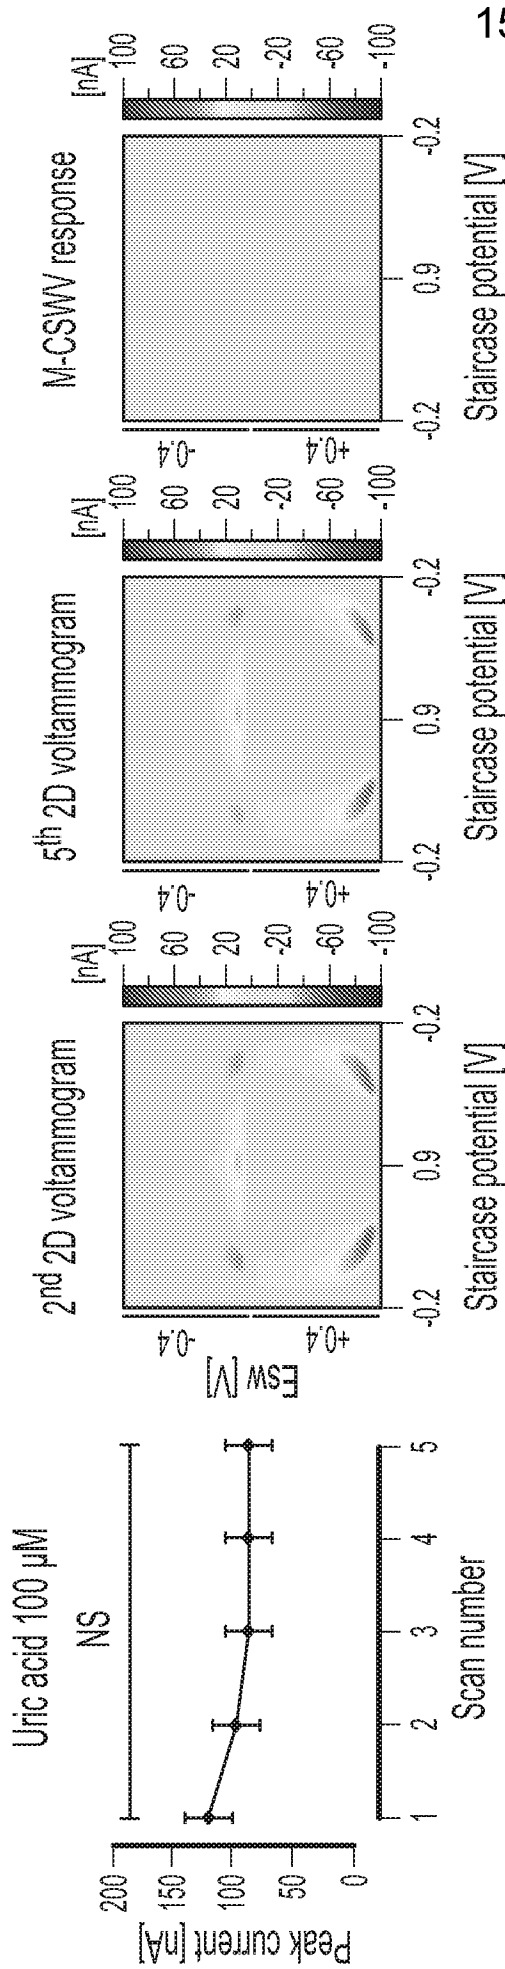 Uric acid 100 µM
NS
Peak current [nA]
200
150
100
50
0
1 2 3 4 5
Scan number
2nd 2D voltammogram
Esw [V]
-0.4
+0.4
-0.2 0.9 -0.2
Staircase potential [V]
[nA]
100
60
20
-20
-60
-100
5th 2D voltammogram
-0.4
+0.4
-0.2 0.9 -0.2
Staircase potential [V]
[nA]
100
60
20
-20
-60
-100
M-CSWV response
-0.4
+0.4
-0.2 0.9 -0.2
Staircase potential [V]
[nA]
100
60
20
-20
-60
-100